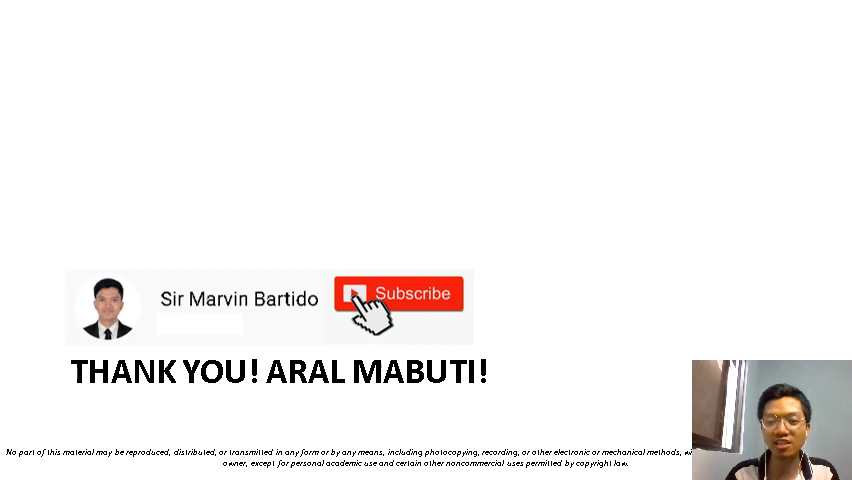 Sir Marvin Bartido
Subscribe
THANK YOU! ARAL MABUTI!
No part of this material may be reproduced, distributed, or transmitted in any form or by any means, including photocopying, recording, or other electronic or mechanical methods,
owner, except for personal academic use and certain other noncommercial uses permitted by copyright law.